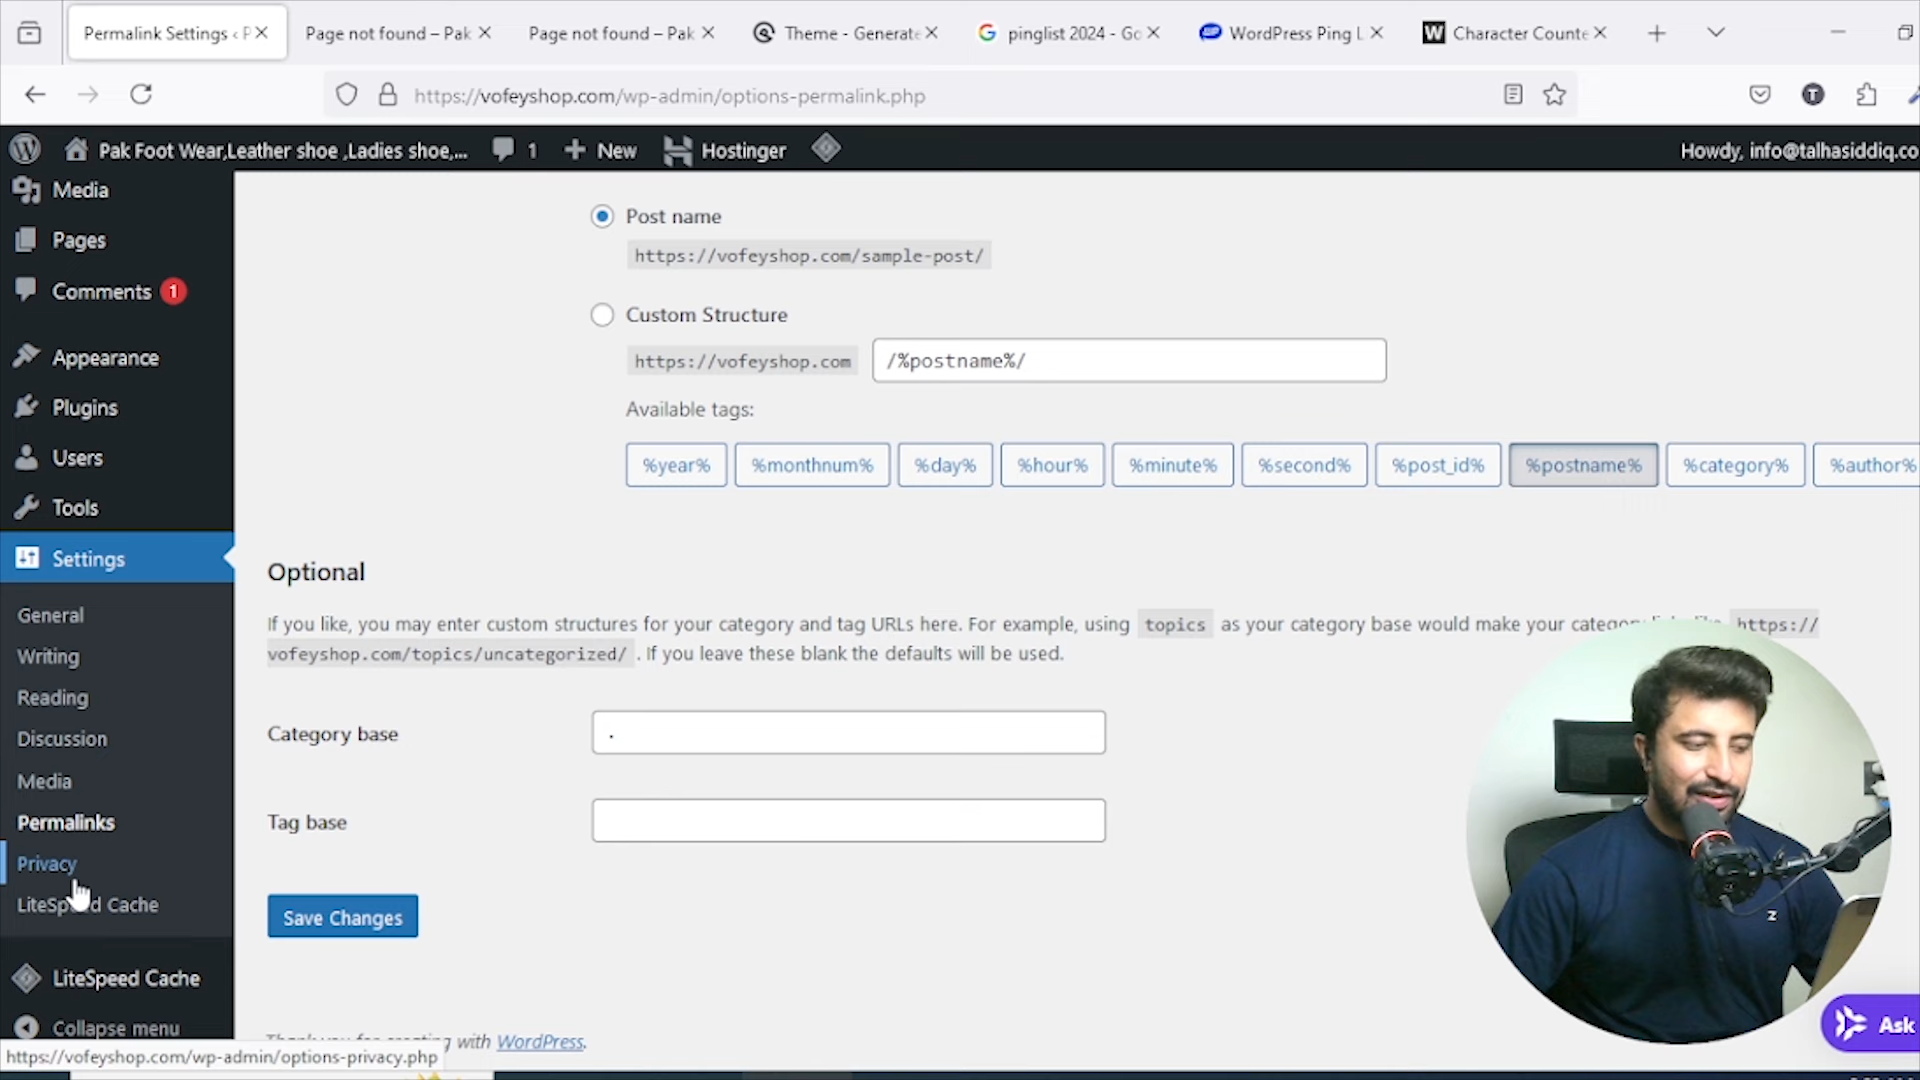 Permalink Settings ‹ P
Page not found – Pak
Page not found – Pak
Theme - Generate
pinglist 2024 - Go
WordPress Ping L
W Character Counte
https://vofeyshop.com/wp-admin/options-permalink.php
T
Pak Foot Wear,Leather shoe ,Ladies shoe,...
1
New
Hostinger
Howdy, info@talhasiddiq.co
Media
Pages
Comments 1
Appearance
Plugins
Users
Tools
Settings
General
Writing
Reading
Discussion
Media
Permalinks
Privacy
LiteSpeed Cache
LiteSpeed Cache
Collapse menu
https://vofeyshop.com/wp-admin/options-privacy.php
Post name
https://vofeyshop.com/sample-post/
Custom Structure
https://vofeyshop.com /%postname%/
Available tags:
%year% %monthnum% %day% %hour% %minute% %second% %post_id% %postname% %category% %author%
Optional
If you like, you may enter custom structures for your category and tag URLs here. For example, using topics as your category base would make your https://
vofeyshop.com/topics/uncategorized/ . If you leave these blank the defaults will be used.
Category base .
Tag base
Save Changes
Thank you for creating with WordPress.
Z
Ask